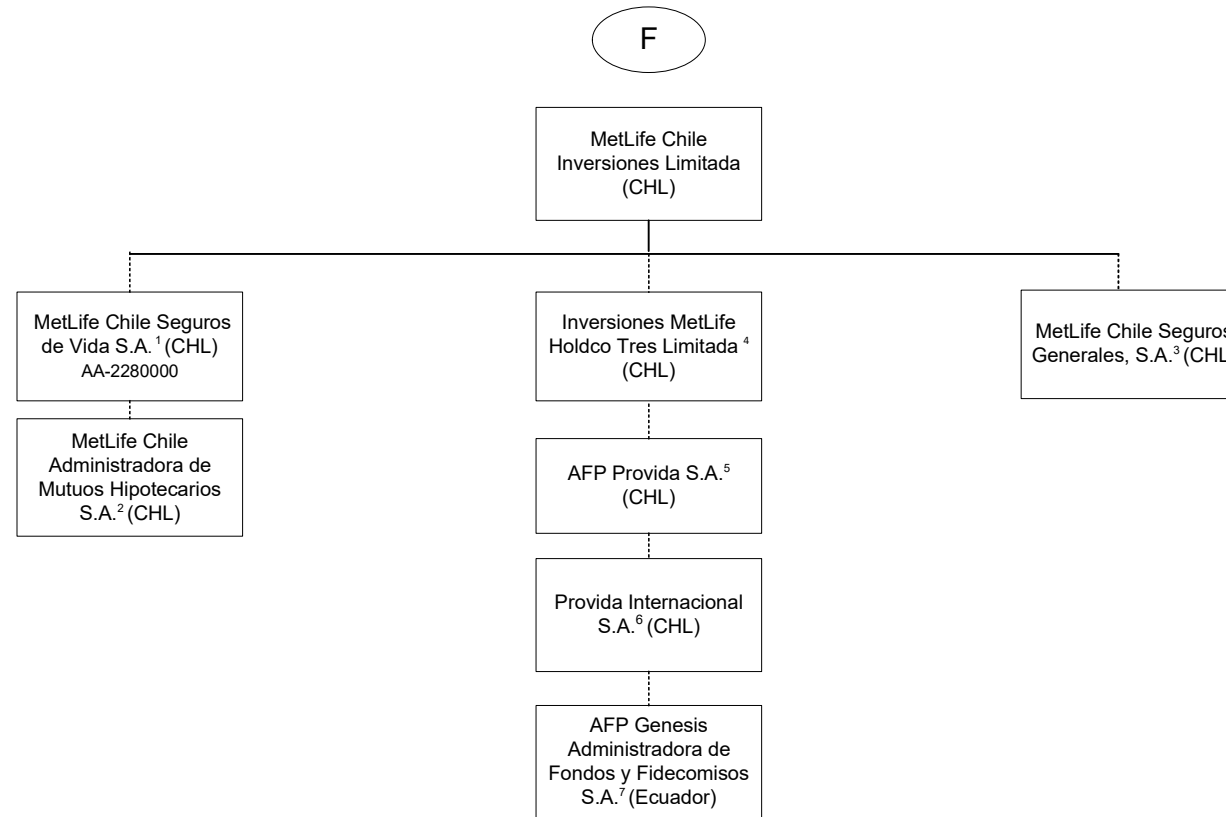 F
MetLife Chile
Inversiones Limitada
(CHL)
MetLife Chile Seguros
de Vida S.A.¹ (CHL)
AA-2280000
Inversiones MetLife
Holdco Tres Limitada ⁴
(CHL)
MetLife Chile Seguros
Generales, S.A.³ (CHL
MetLife Chile
Administradora de
Mutuos Hipotecarios
S.A.² (CHL)
AFP Provida S.A.⁵
(CHL)
Provida Internacional
S.A.⁶ (CHL)
AFP Genesis
Administradora de
Fondos y Fidecomisos
S.A.⁷ (Ecuador)